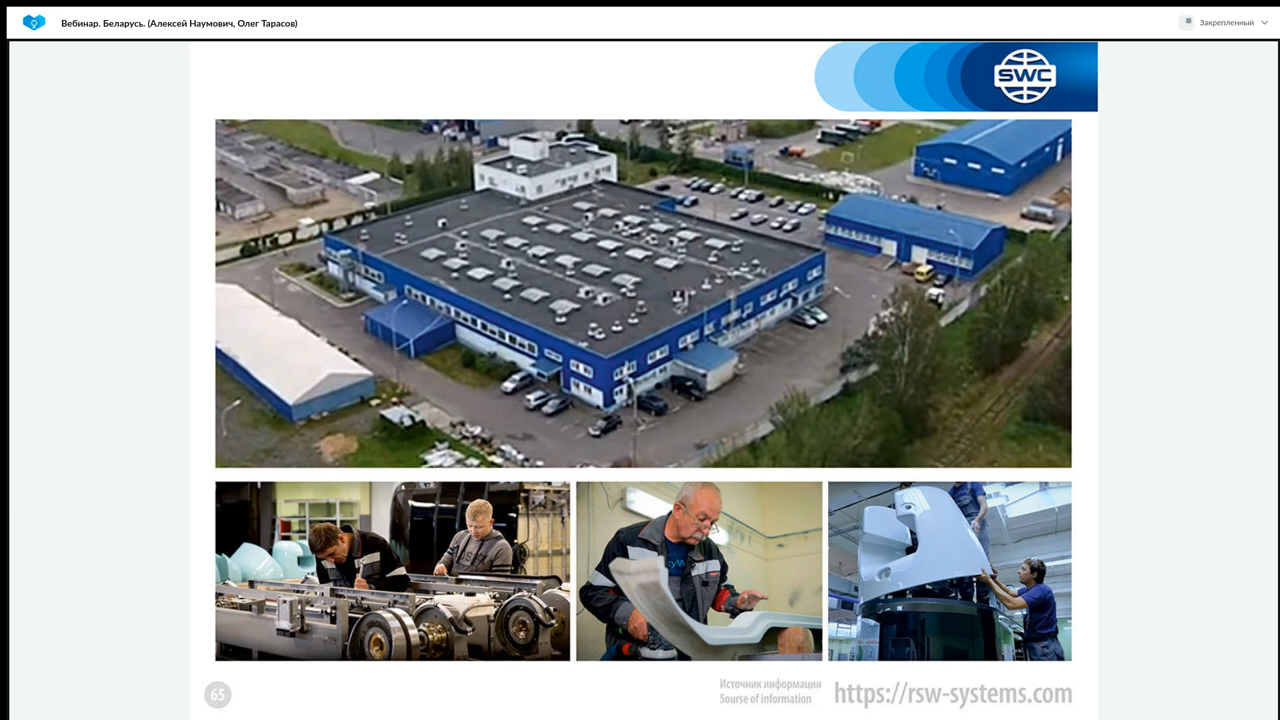 Вебинар. Беларусь. (Алексей Наумович, Олег Тарасов)
Закрепленный
SWC
65
Источник информации
Sourse of information
https://rsw-systems.com